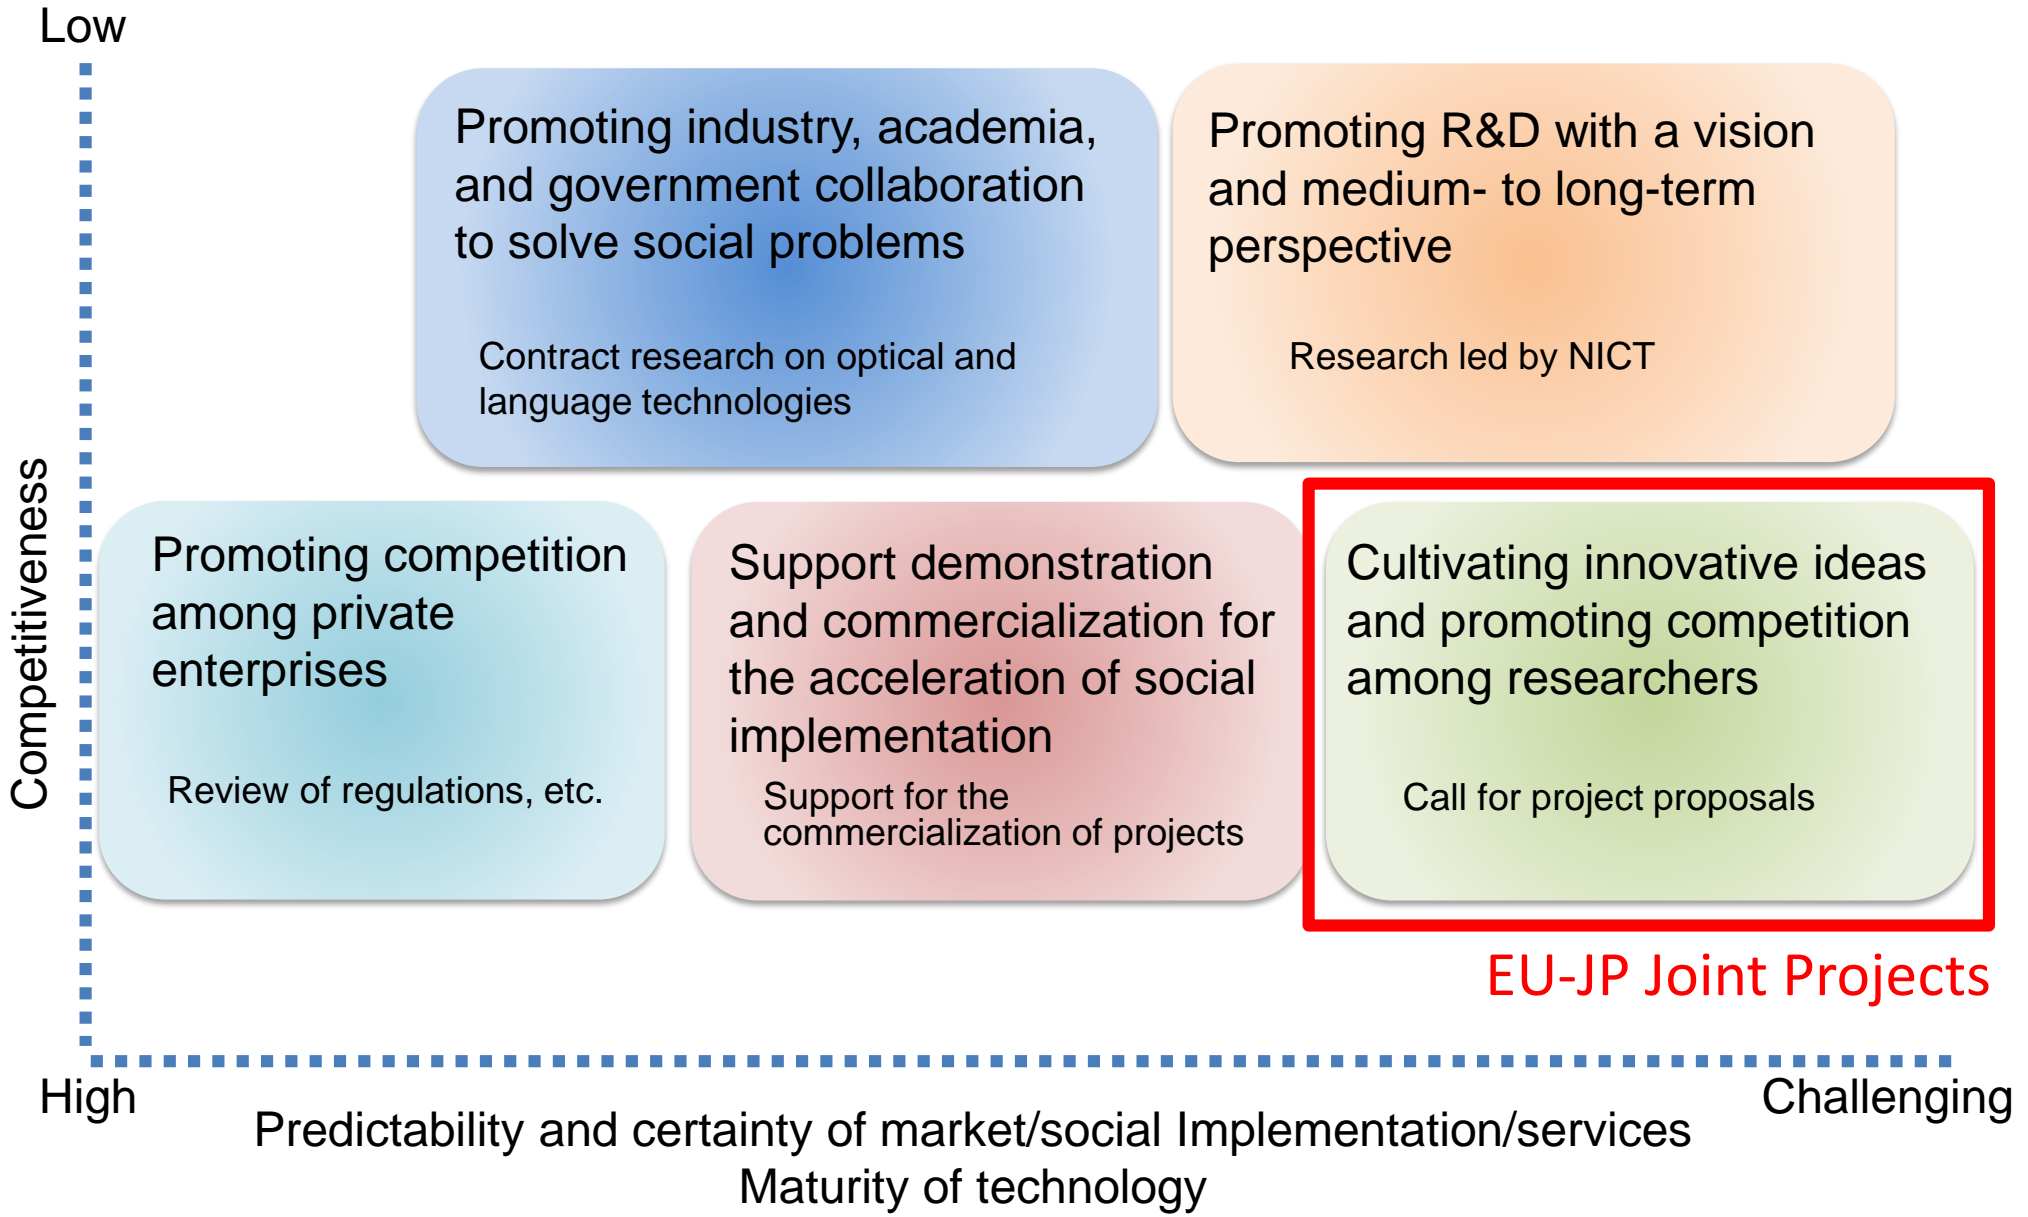 Low
Promoting industry, academia,
and government collaboration
to solve social problems
Contract research on optical and
language technologies
Promoting R&D with a vision
and medium- to long-term
perspective
Research led by NICT
Competitiveness
Promoting competition
among private
enterprises
Review of regulations, etc.
Support demonstration
and commercialization for
the acceleration of social
implementation
Support for the
commercialization of projects
Cultivating innovative ideas
and promoting competition
among researchers
Call for project proposals
EU-JP Joint Projects
High
Challenging
Predictability and certainty of market/social Implementation/services
Maturity of technology